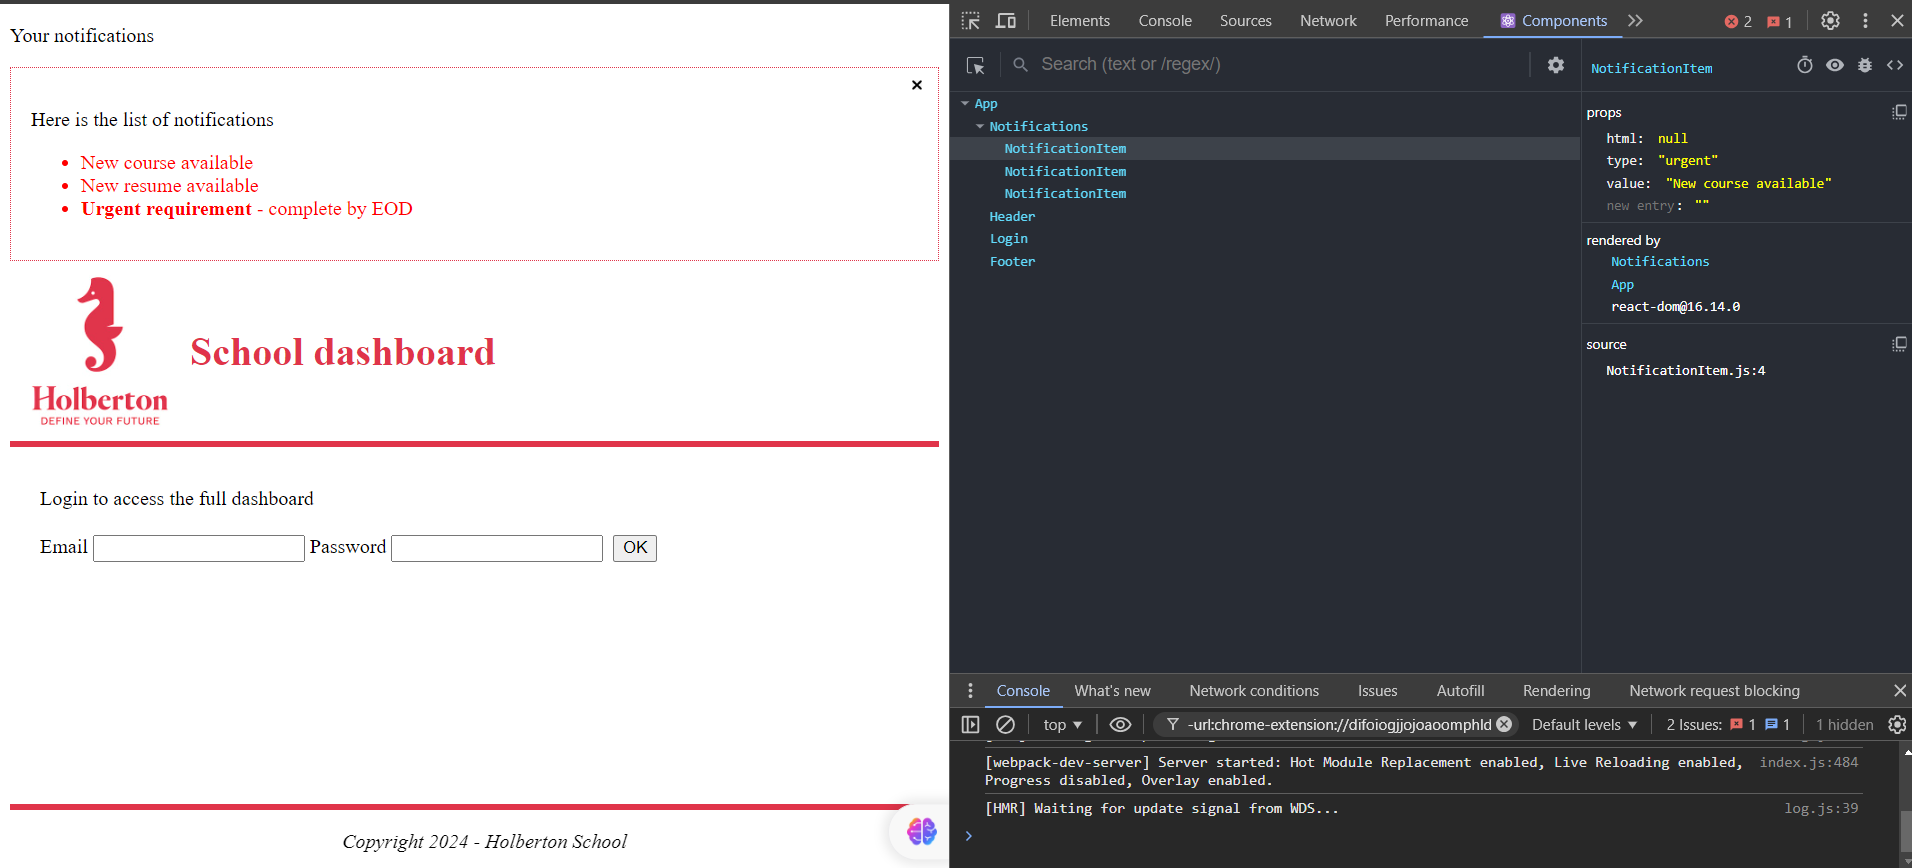 Your notifications
Here is the list of notifications
New course available
New resume available
Urgent requirement - complete by EOD
School dashboard
Holberton
DEFINE YOUR FUTURE
Login to access the full dashboard
Email Password OK
Copyright 2024 - Holberton School
Elements Console Sources Network Performance Components 2 1
Search (text or /regex/)
App
Notifications
NotificationItem
NotificationItem
NotificationItem
Header
Login
Footer
NotificationItem
props
html: null
type: "urgent"
value: "New course available"
new entry: ""
rendered by
Notifications
App
react-dom@16.14.0
source
NotificationItem.js:4
Console What's new Network conditions Issues Autofill Rendering Network request blocking
top -url:chrome-extension://difoiogjjojoaoomphld Default levels 2 Issues: 1 1 1 hidden
[webpack-dev-server] Server started: Hot Module Replacement enabled, Live Reloading enabled, index.js:484
Progress disabled, Overlay enabled.
[HMR] Waiting for update signal from WDS... log.js:39